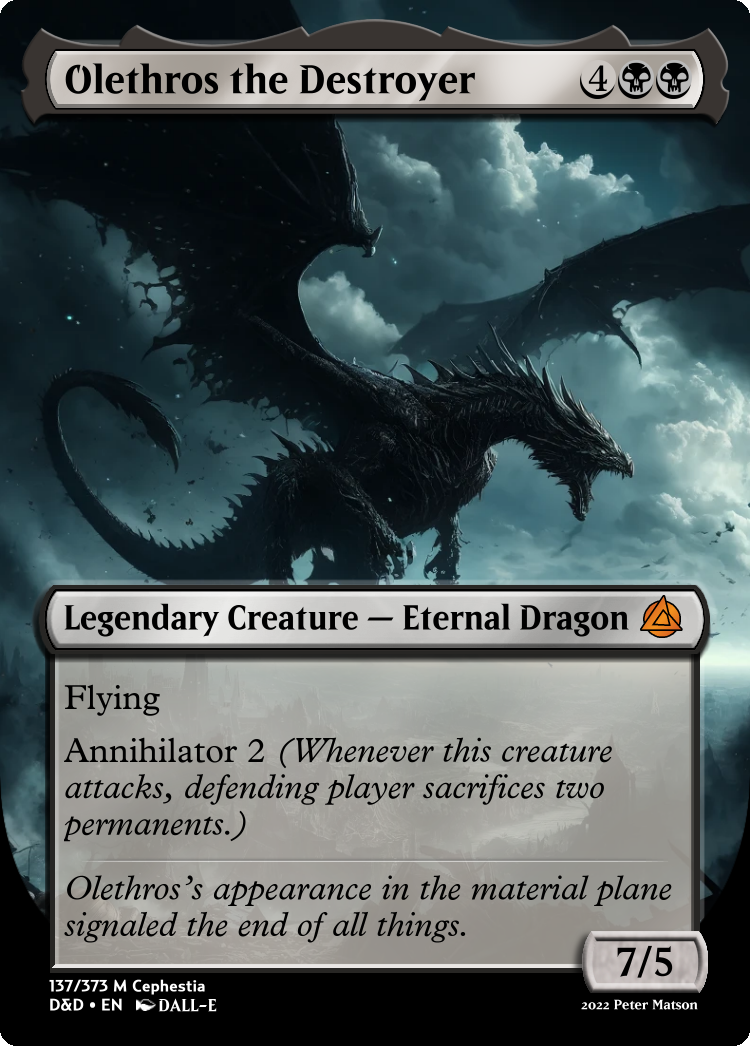 Olethros the Destroyer 4
Legendary Creature — Eternal Dragon
Flying
Annihilator 2 (Whenever this creature
attacks, defending player sacrifices two
permanents.)
Olethros's appearance in the material plane
signaled the end of all things.
7/5
137/373 M Cephestia
D&D • EN DALL-E
2022 Peter Matson